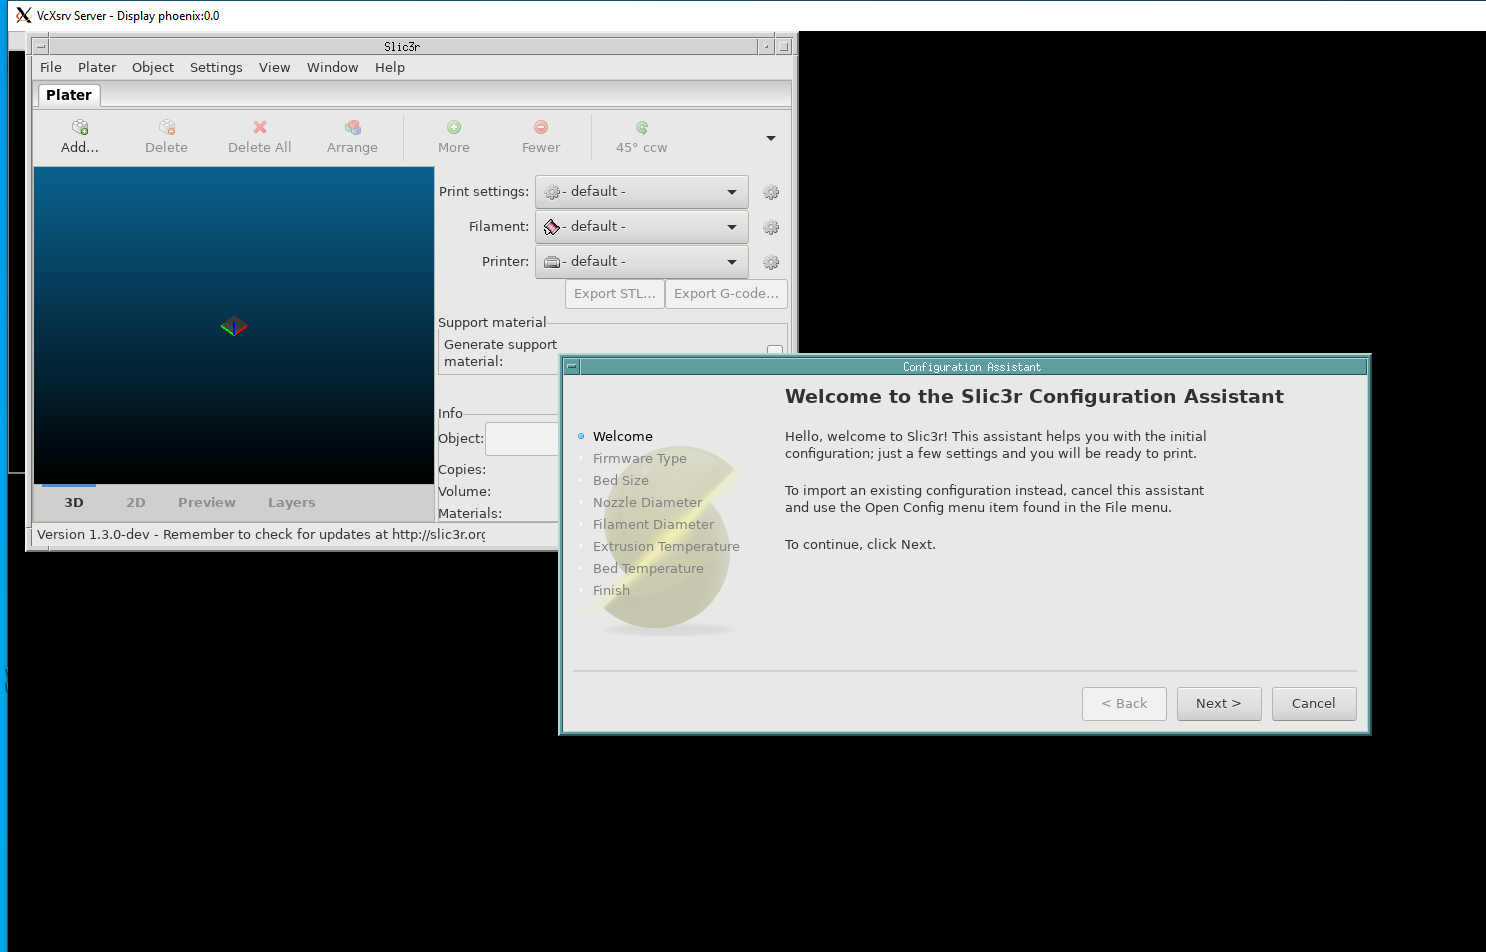 VcXsrv Server - Display phoenix:0.0
Slic3r
File Plater Object Settings View Window Help
Plater
Add... Delete Delete All Arrange More Fewer 45° ccw
Print settings: - default -
Filament: - default -
Printer: - default -
Export STL... Export G-code...
Support material
Generate support
material:
Info
Object:
Copies:
Volume:
Materials:
3D 2D Preview Layers
Version 1.3.0-dev - Remember to check for updates at http://slic3r.org
Configuration Assistant
Welcome to the Slic3r Configuration Assistant
Welcome
Firmware Type
Bed Size
Nozzle Diameter
Filament Diameter
Extrusion Temperature
Bed Temperature
Finish
Hello, welcome to Slic3r! This assistant helps you with the initial
configuration; just a few settings and you will be ready to print.
To import an existing configuration instead, cancel this assistant
and use the Open Config menu item found in the File menu.
To continue, click Next.
< Back Next > Cancel